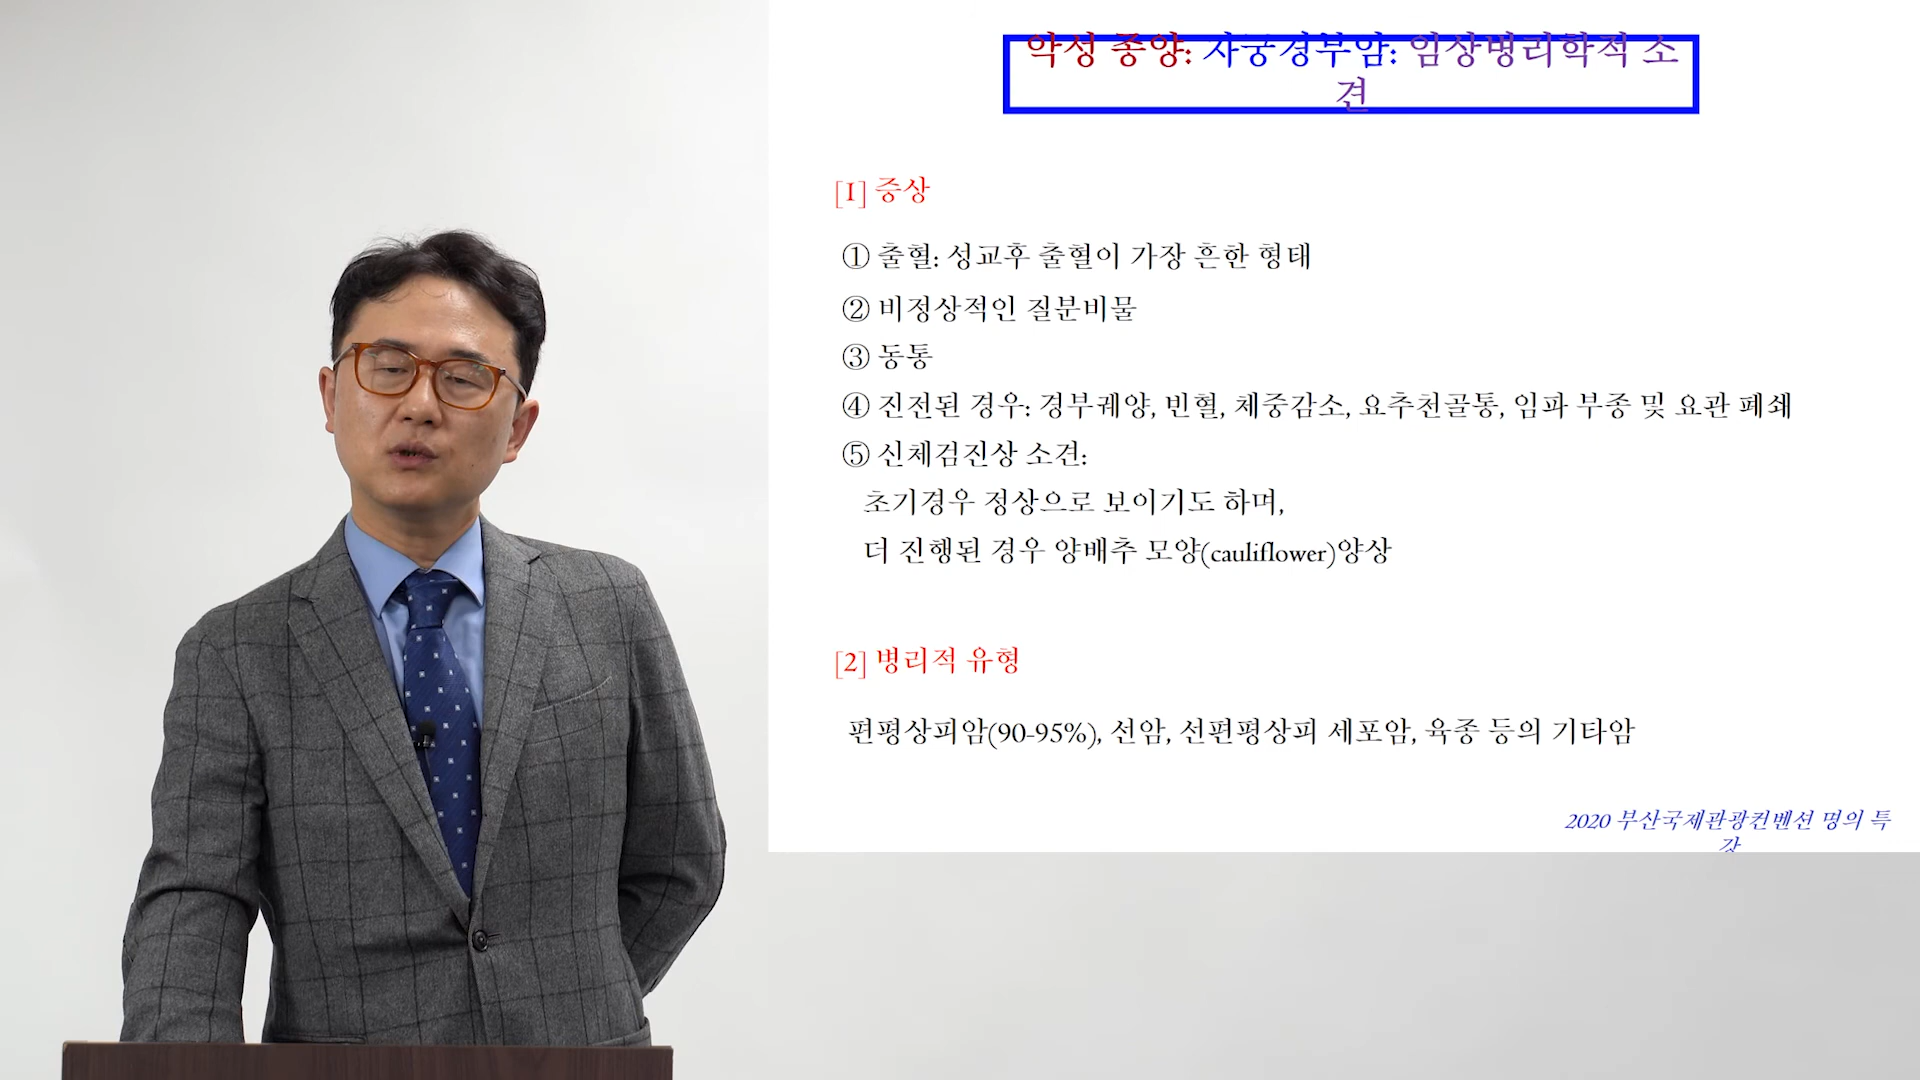 악성 종양: 자궁경부암: 임상병리학적 소
견
[1] 증상
① 출혈: 성교후 출혈이 가장 흔한 형태
② 비정상적인 질분비물
③ 동통
④ 진전된 경우: 경부궤양, 빈혈, 체중감소, 요추천골통, 임파 부종 및 요관 폐쇄
⑤ 신체검진상 소견:
초기경우 정상으로 보이기도 하며,
더 진행된 경우 양배추 모양(cauliflower)양상
[2] 병리적 유형
편평상피암(90-95%), 선암, 선편평상피 세포암, 육종 등의 기타암
2020 부산국제관광컨벤션 명의 특
강